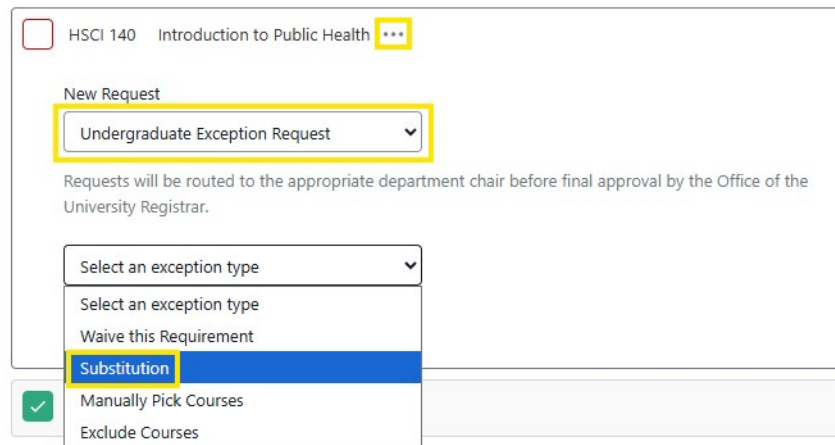 HSCI 140 Introduction to Public Health ...
New Request
Undergraduate Exception Request
Requests will be routed to the appropriate department chair before final approval by the Office of the
University Registrar.
Select an exception type
Select an exception type
Waive this Requirement
Substitution
Manually Pick Courses
Exclude Courses